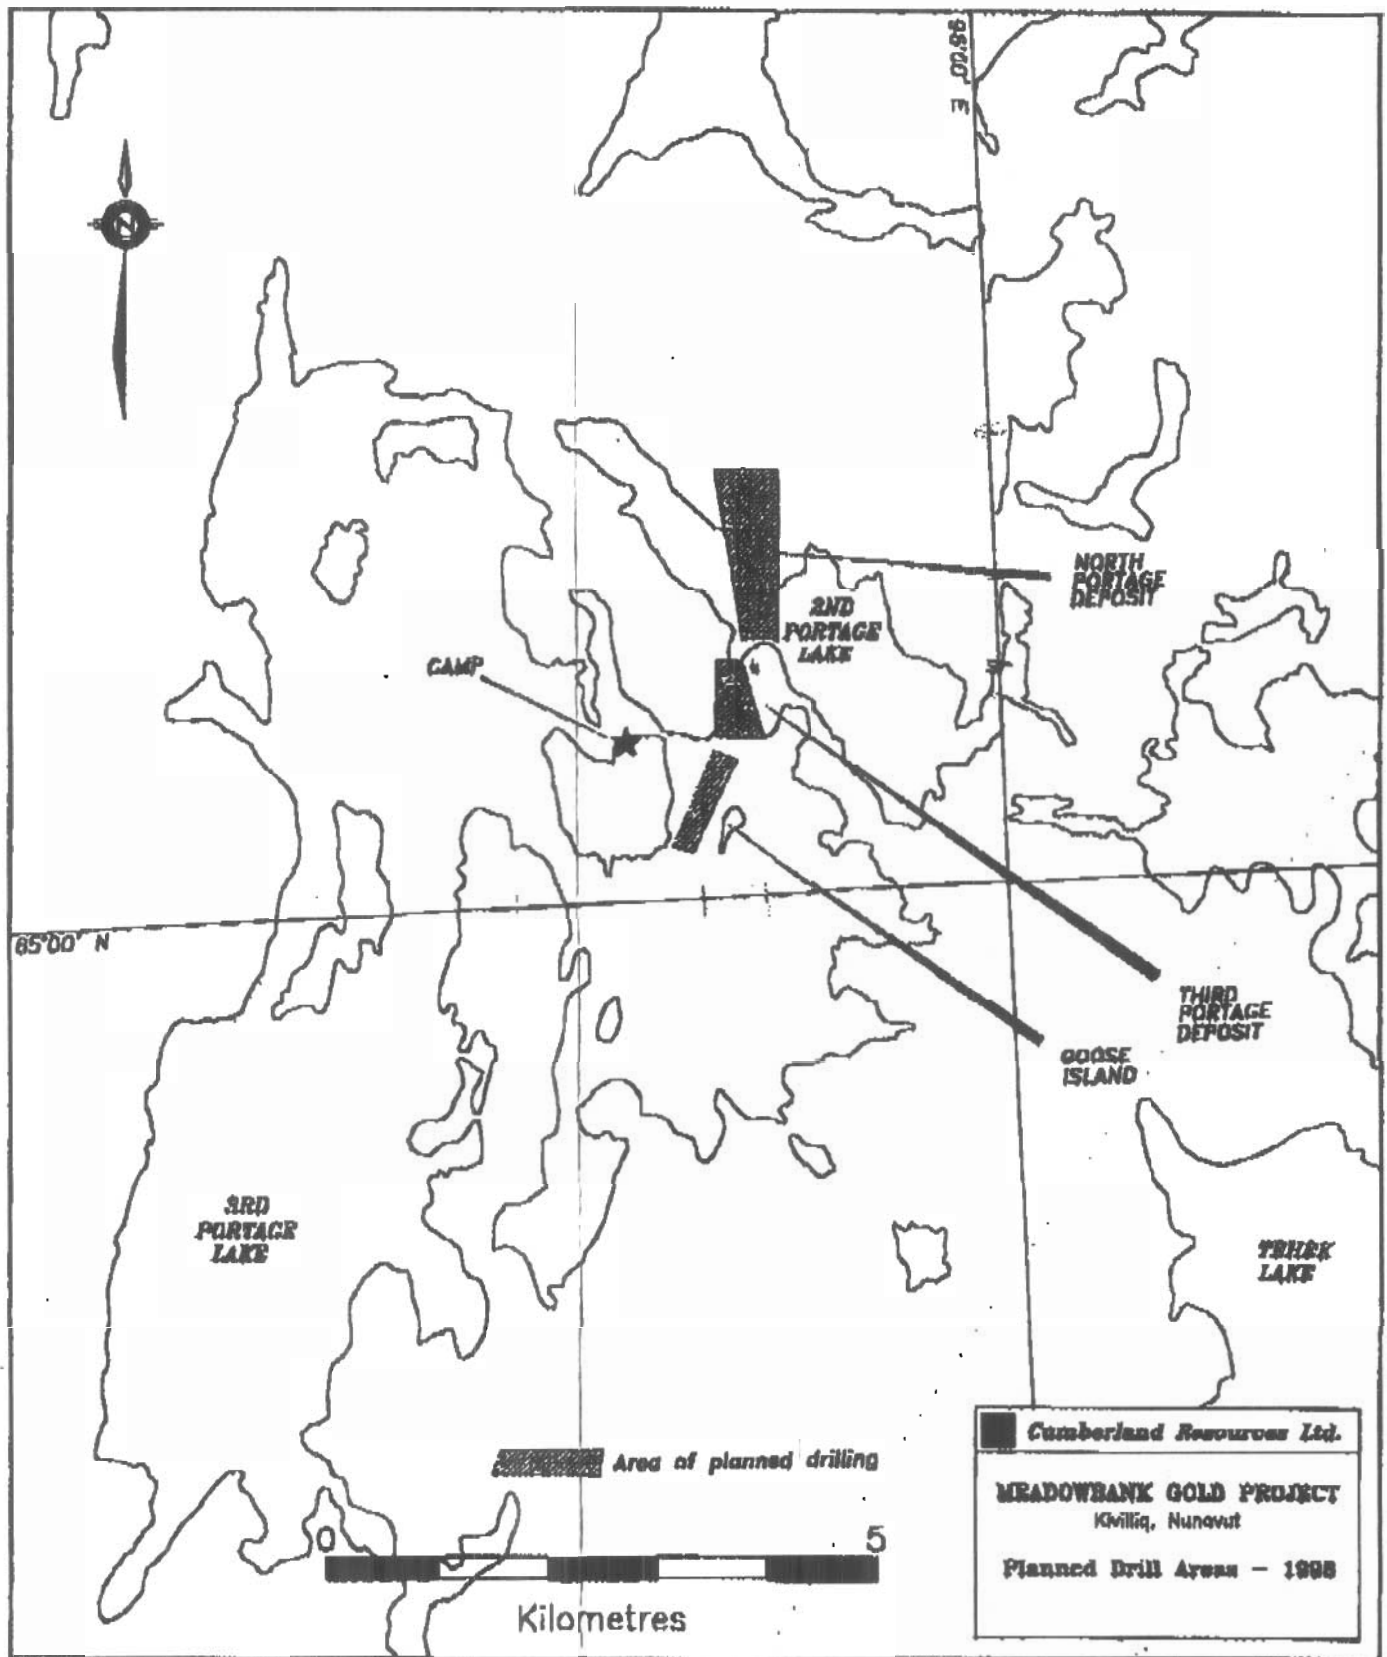 96°00' E
N
NORTH
PORTAGE
DEPOSIT
2ND
PORTAGE
LAKE
CAMP
65°00' N
THIRD
PORTAGE
DEPOSIT
GOOSE
ISLAND
3RD
PORTAGE
LAKE
TEHEK
LAKE
Area of planned drilling
0 5
Kilometres
Cumberland Resources Ltd.
MEADOWBANK GOLD PROJECT
Kivilliq, Nunavut
Planned Drill Areas - 1998